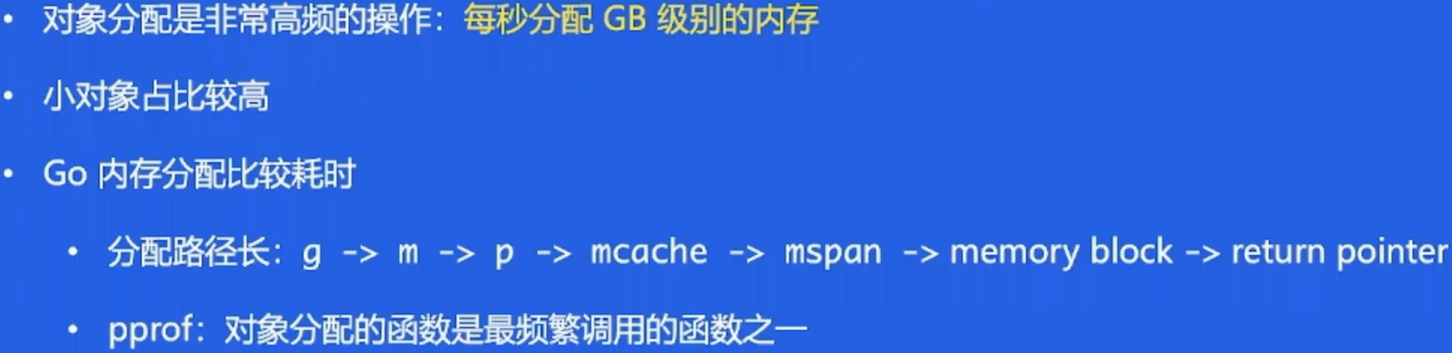 • 对象分配是非常高频的操作：每秒分配 GB 级别的内存
• 小对象占比较高
• Go 内存分配比较耗时
• 分配路径长：g -> m -> p -> mcache -> mspan -> memory block -> return pointer
• pprof：对象分配的函数是最频繁调用的函数之一